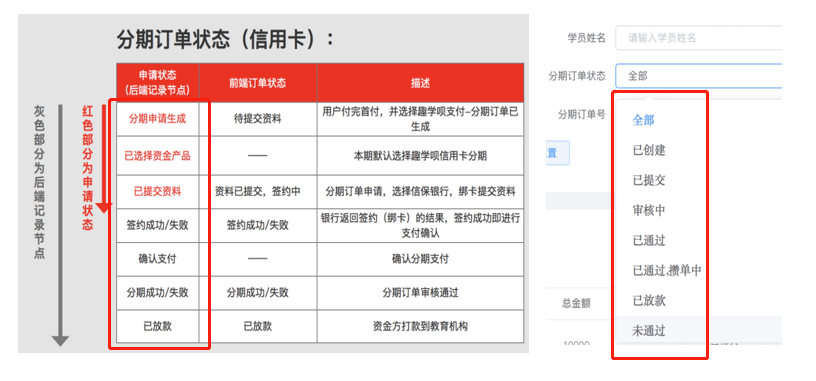 分期订单状态（信用卡）：
申请状态
（后端记录节点）
前端订单状态
描述
分期申请生成
待提交资料
用户付完首付，并选择趣学呗支付-分期订单已
生成
已选择资金产品
——
本期默认选择趣学呗信用卡分期
已提交资料
资料已提交，签约中
分期订单申请，选择信保银行，绑卡提交资料
签约成功/失败
签约成功/失败
银行返回签约（绑卡）的结果，签约成功即进行
支付确认
确认支付
——
确认分期支付
分期成功/失败
分期成功/失败
分期订单审核通过
已放款
已放款
资金方打款到教育机构
灰色部分为后端记录节点
红色部分为申请状态
学员姓名
请输入学员姓名
分期订单状态
全部
分期订单号
置
全部
已创建
已提交
审核中
已通过
已通过,攒单中
已放款
未通过
总金额
10000